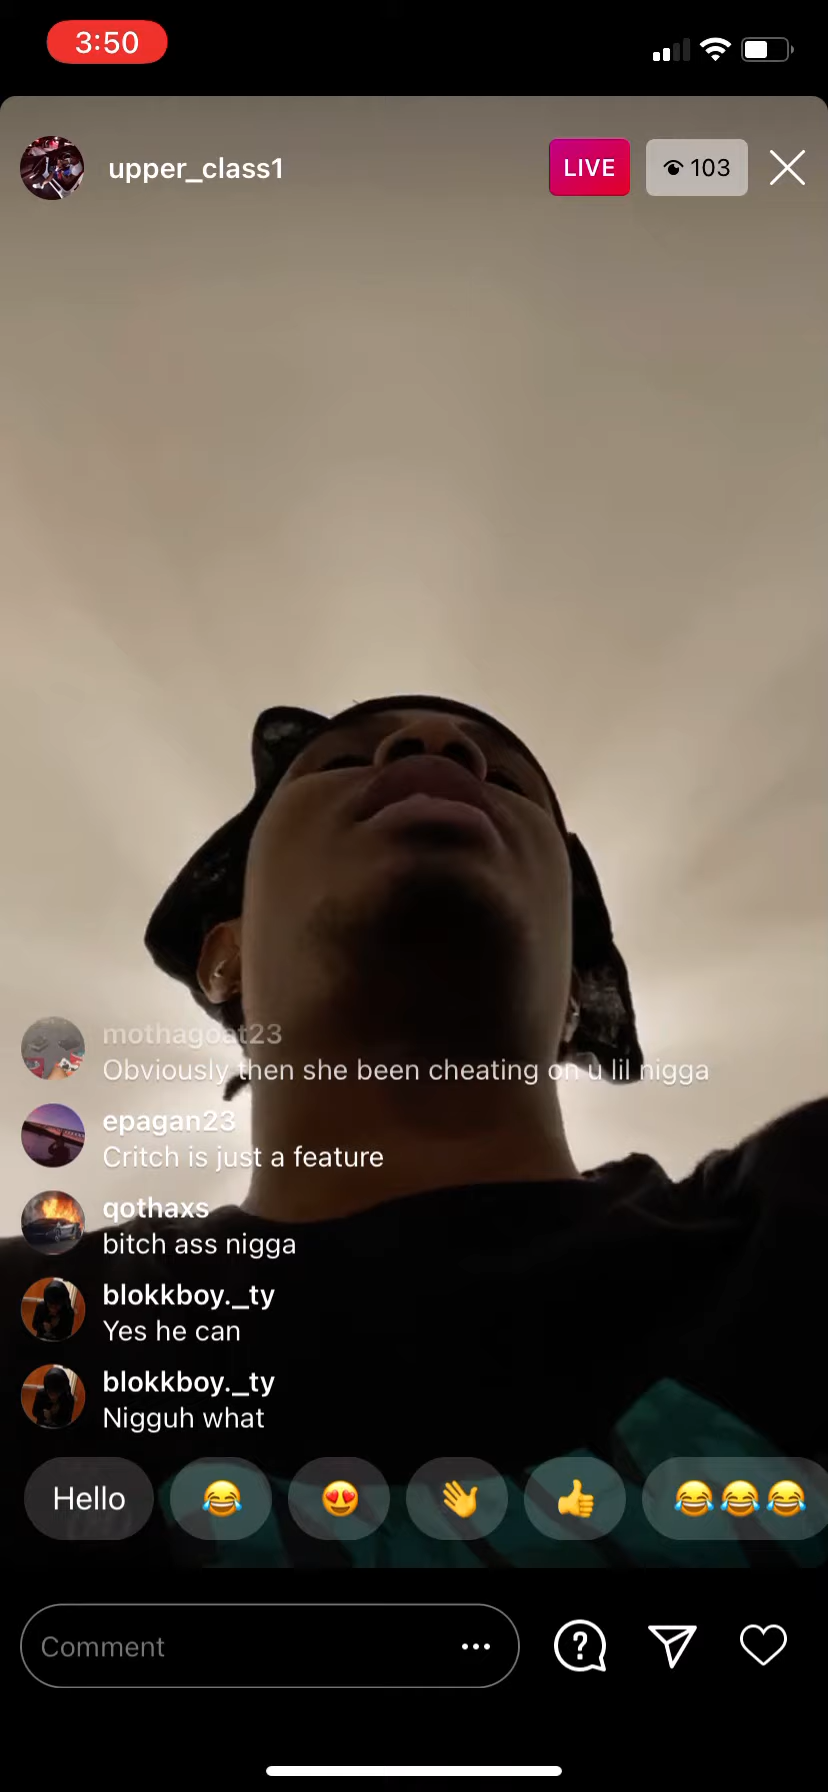 3:50
upper_class1
LIVE
103
mothagoat23
Obviously then she been cheating on u lil nigga
epagan23
Critch is just a feature
qothaxs
bitch ass nigga
blokkboy._ty
Yes he can
blokkboy._ty
Nigguh what
Hello
Comment